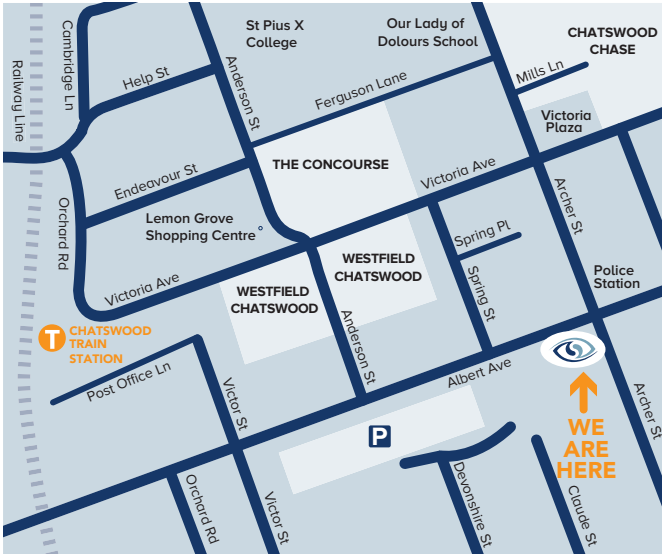 St Pius X
College
Our Lady of
Dolours School
CHATSWOOD
CHASE
Cambridge Ln
Railway Line
Help St
Anderson St
Ferguson Lane
Mills Ln
Victoria
Plaza
THE CONCOURSE
Victoria Ave
Endeavour St
Archer St
Orchard Rd
Lemon Grove
Shopping Centre
Spring Pl
WESTFIELD
CHATSWOOD
Police
Station
Victoria Ave
WESTFIELD
CHATSWOOD
Spring St
T
CHATSWOOD
TRAIN
STATION
Anderson St
Post Office Ln
Albert Ave
Victor St
Archer St
WE
ARE
HERE
P
Orchard Rd
Victor St
Devonshire St
Claude St